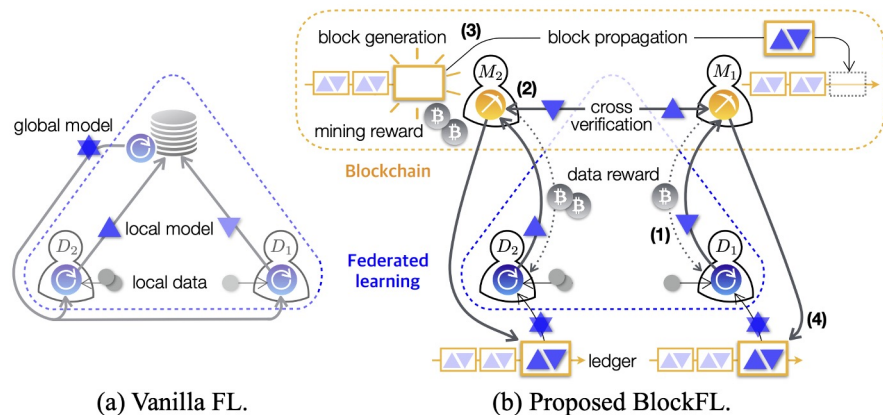 global model
local model
D2
D1
local data
(a) Vanilla FL.
(3)
block generation
block propagation
M2
M1
(2)
cross
verification
mining reward
Blockchain
data reward
(1)
D2
D1
Federated
learning
(4)
ledger
(b) Proposed BlockFL.